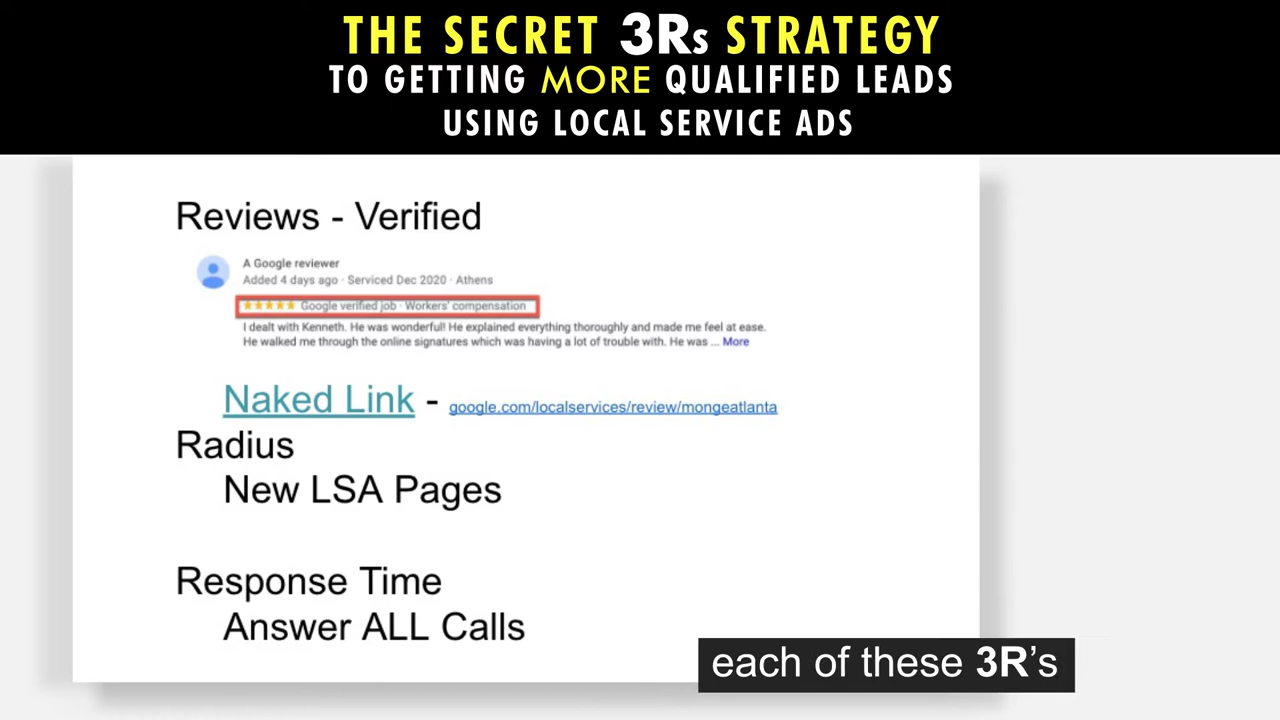 THE SECRET 3Rs STRATEGY
TO GETTING MORE QUALIFIED LEADS
USING LOCAL SERVICE ADS
Reviews - Verified
A Google reviewer
Added 4 days ago · Serviced Dec 2020 · Athens
★★★★★ Google verified job · Workers' compensation
I dealt with Kenneth. He was wonderful! He explained everything thoroughly and made me feel at ease.
He walked me through the online signatures which was having a lot of trouble with. He was ... More
Naked Link - google.com/localservices/review/mongeatlanta
Radius
New LSA Pages
Response Time
Answer ALL Calls
each of these 3R's